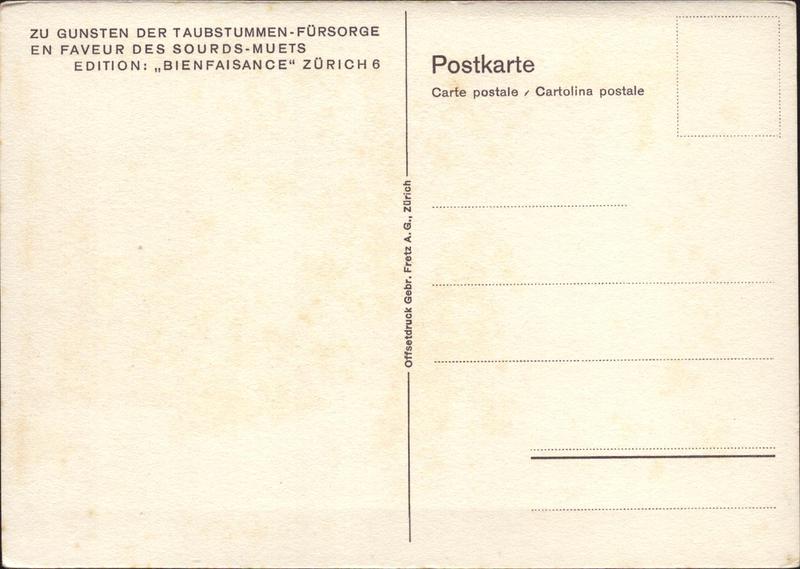 ZU GUNSTEN DER TAUBSTUMMEN-FÜRSORGE
EN FAVEUR DES SOURDS-MUETS
EDITION: „BIENFAISANCE“ ZÜRICH 6
Offsetdruck Gebr. Fretz A. G., Zürich
Postkarte
Carte postale / Cartolina postale